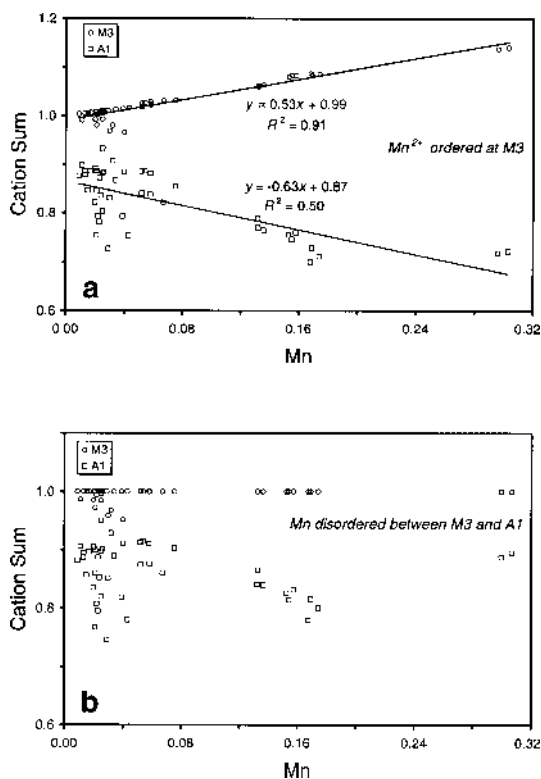 1.2
M3
A1
y = 0.53x + 0.99
R² = 0.91
1.0
Cation Sum
Mn²⁺ ordered at M3
y = -0.63x + 0.87
R² = 0.50
0.8
a
0.6
0.00 0.08 0.16 0.24 0.32
Mn
M3
A1
1.0
Mn disordered between M3 and A1
Cation Sum
0.8
b
0.6
0.00 0.08 0.16 0.24 0.32
Mn